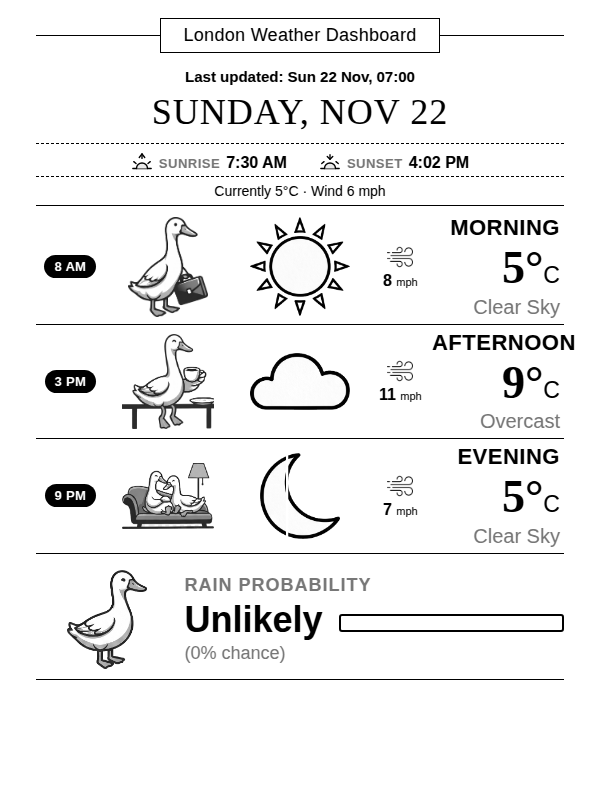 London Weather Dashboard
Last updated: Sun 22 Nov, 07:00
SUNDAY, NOV 22
SUNRISE 7:30 AM SUNSET 4:02 PM
Currently 5°C · Wind 6 mph
MORNING
8 AM
8 mph
5°C
Clear Sky
AFTERNOON
3 PM
11 mph
9°C
Overcast
EVENING
9 PM
7 mph
5°C
Clear Sky
RAIN PROBABILITY
Unlikely
(0% chance)